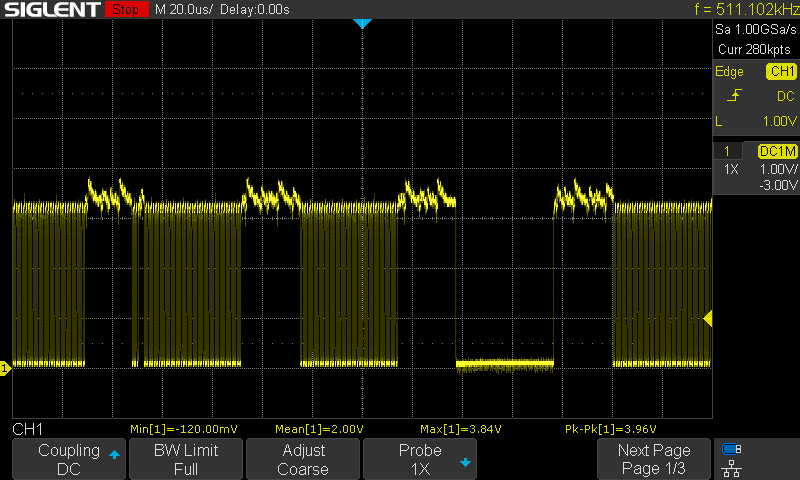 SIGLENT Stop M 20.0us/ Delay:0.00s f = 511.102kHz
Sa 1.00GSa/s
Curr 280kpts
Edge CH1
DC
L 1.00V
1 DC1M
1X 1.00V/
-3.00V
1
CH1 Min[1]=-120.00mV Mean[1]=2.00V Max[1]=3.84V Pk-Pk[1]=3.96V
Coupling BW Limit Adjust Probe Next Page
DC Full Coarse 1X Page 1/3